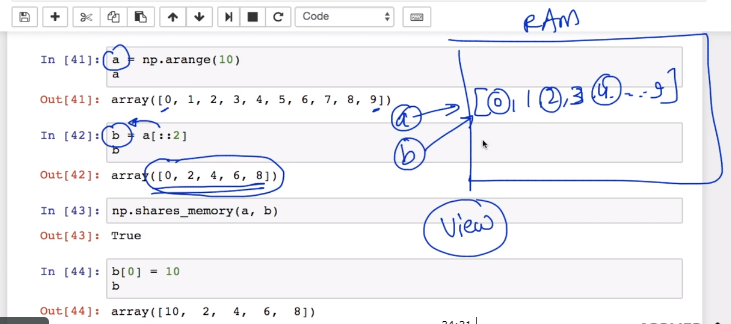 Code
RAM
In [41]: a = np.arange(10)
a
Out[41]: array([0, 1, 2, 3, 4, 5, 6, 7, 8, 9])
[0, 1 2, 3 4. -.. 9]
a
In [42]: b = a[::2]
b
b
Out[42]: array([0, 2, 4, 6, 8])
In [43]: np.shares_memory(a, b)
View
Out[43]: True
In [44]: b[0] = 10
b
Out[44]: array([10, 2, 4, 6, 8])